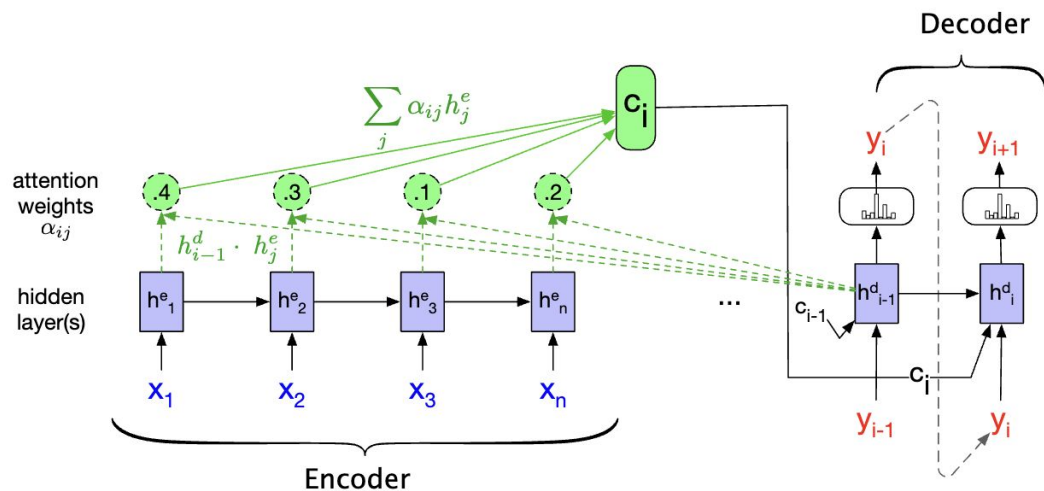 Decoder
∑ⱼ αᵢⱼhⱼᵉ
cᵢ
yᵢ yᵢ₊₁
attention
weights
αᵢⱼ
.4 .3 .1 .2
hᵈᵢ₋₁ · hᵉⱼ
hidden
layer(s)
hᵉ₁ hᵉ₂ hᵉ₃ hᵉₙ ... hᵈᵢ₋₁ hᵈᵢ
cᵢ₋₁
cᵢ
x₁ x₂ x₃ xₙ
yᵢ₋₁ yᵢ
Encoder